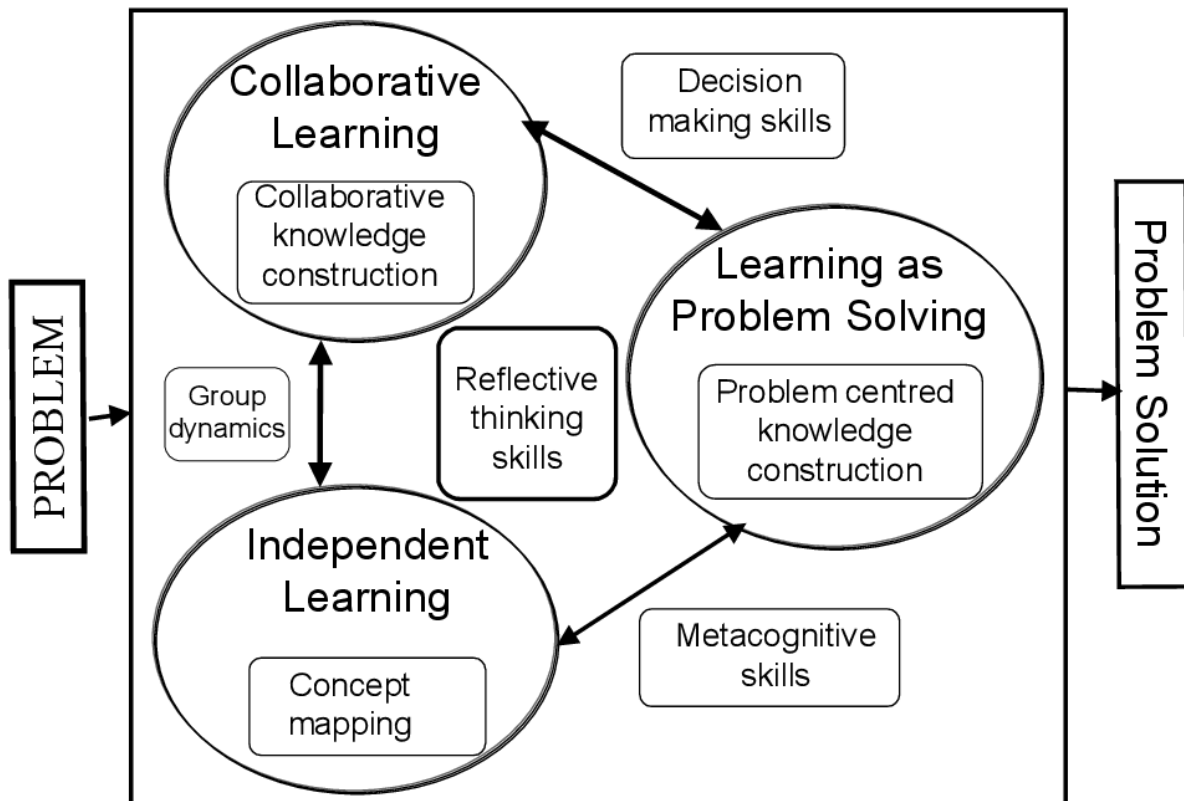 PROBLEM
Collaborative
Learning
Collaborative
knowledge
construction
Decision
making skills
Group
dynamics
Reflective
thinking
skills
Learning as
Problem Solving
Problem centred
knowledge
construction
Independent
Learning
Concept
mapping
Metacognitive
skills
Problem Solution